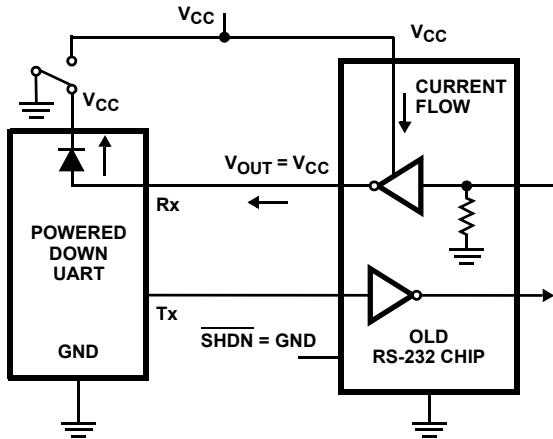 VCC
VCC
VCC
CURRENT
FLOW
VOUT = VCC
Rx
POWERED
DOWN
UART
Tx
GND
SHDN = GND
OLD
RS-232 CHIP